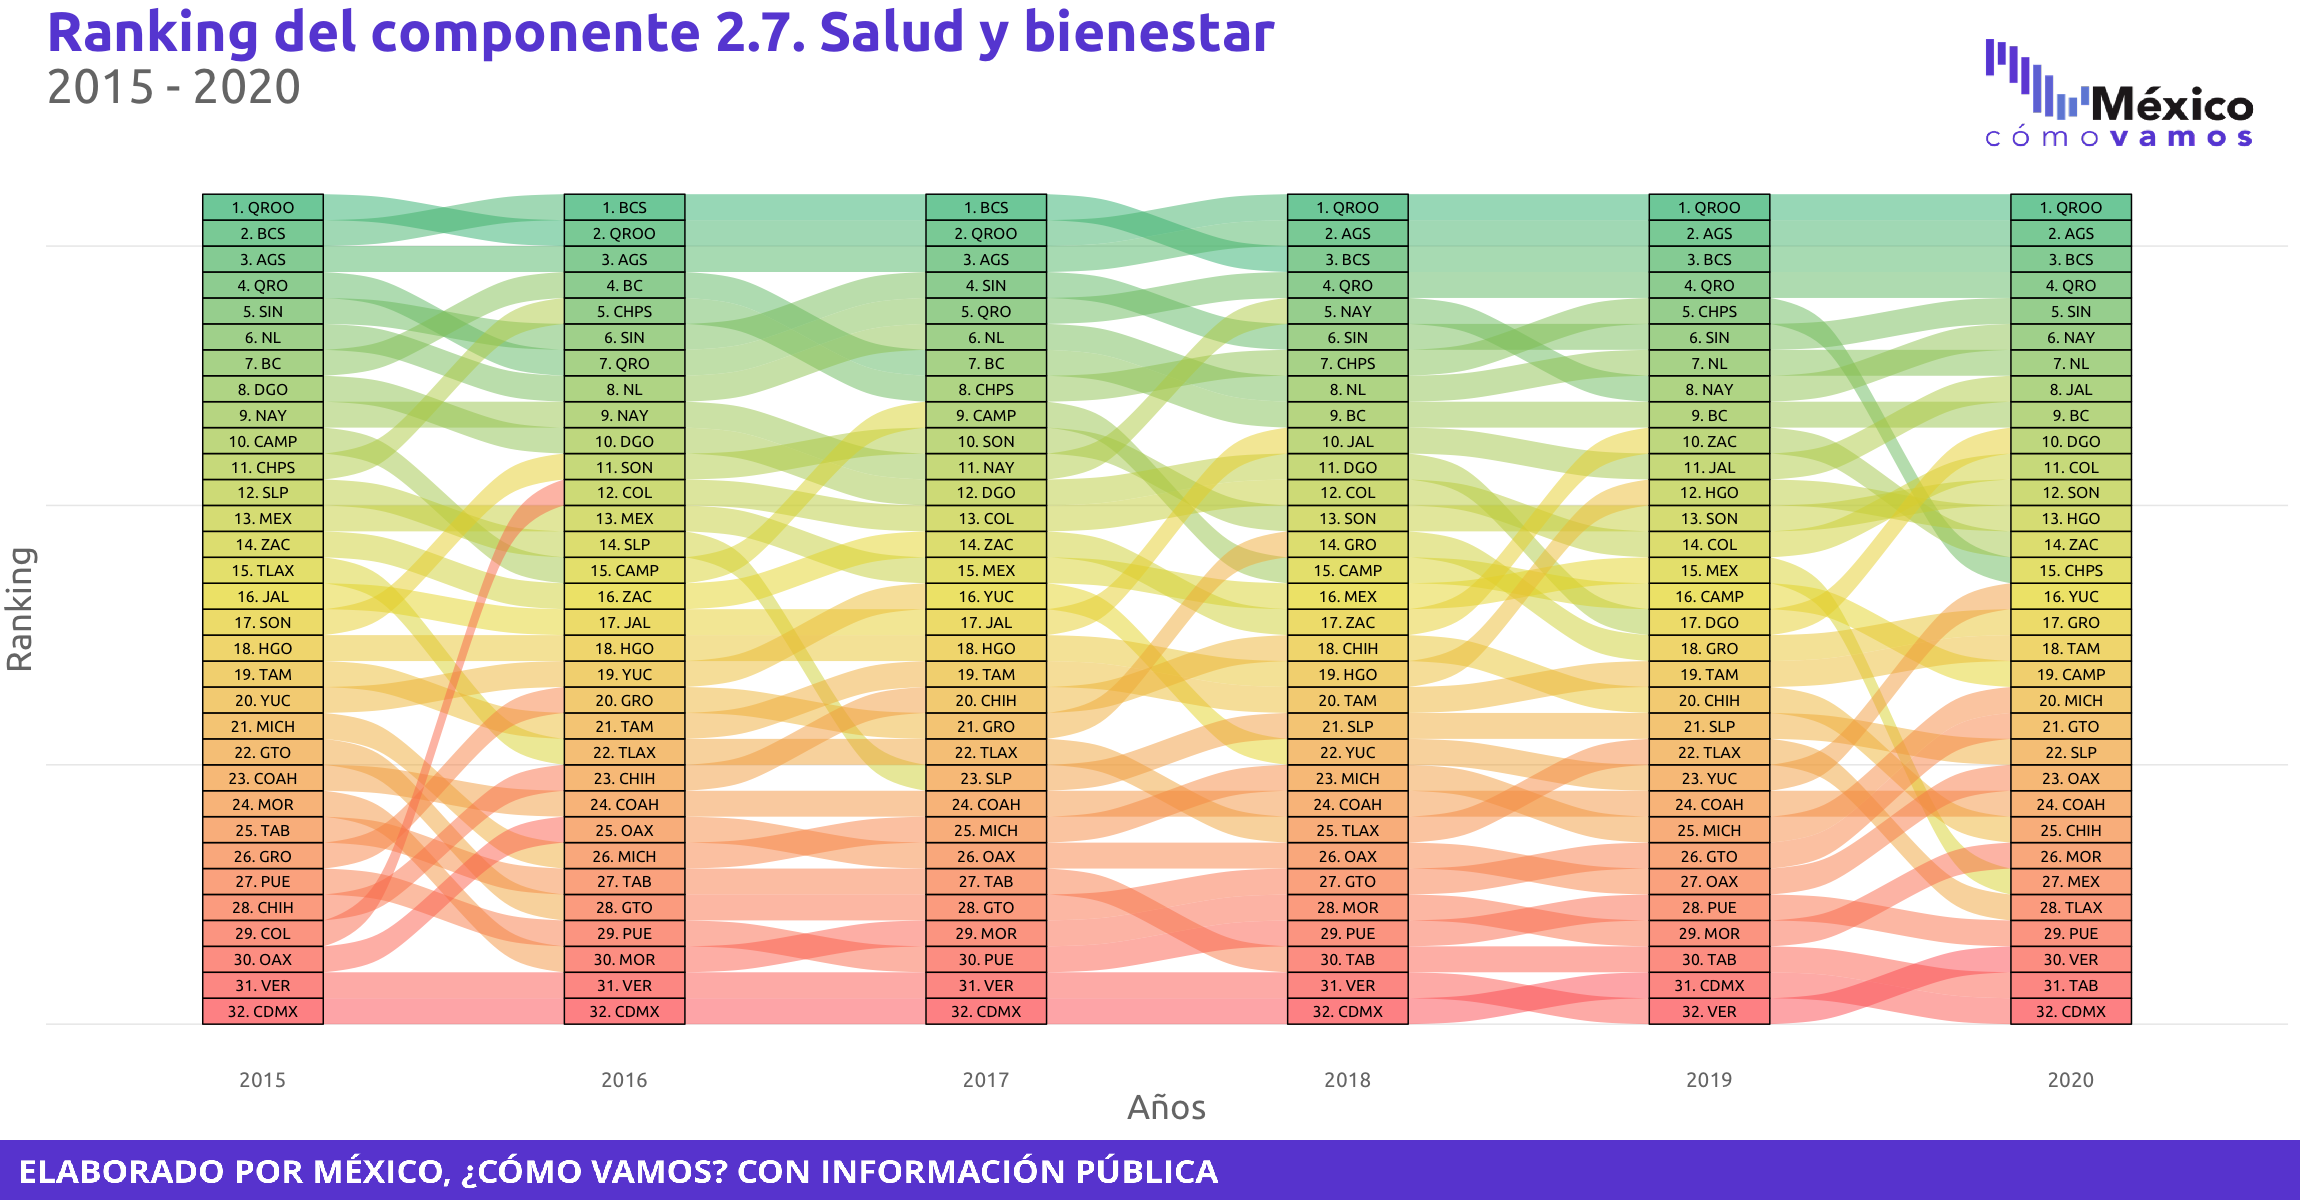 Ranking del componente 2.7. Salud y bienestar
2015 - 2020
México
cómovamos
Ranking
1. QROO 1. BCS 1. BCS 1. QROO 1. QROO 1. QROO
2. BCS 2. QROO 2. QROO 2. AGS 2. AGS 2. AGS
3. AGS 3. AGS 3. AGS 3. BCS 3. BCS 3. BCS
4. QRO 4. BC 4. SIN 4. QRO 4. QRO 4. QRO
5. SIN 5. CHPS 5. QRO 5. NAY 5. CHPS 5. SIN
6. NL 6. SIN 6. NL 6. SIN 6. SIN 6. NAY
7. BC 7. QRO 7. BC 7. CHPS 7. NL 7. NL
8. DGO 8. NL 8. CHPS 8. NL 8. NAY 8. JAL
9. NAY 9. NAY 9. CAMP 9. BC 9. BC 9. BC
10. CAMP 10. DGO 10. SON 10. JAL 10. ZAC 10. DGO
11. CHPS 11. SON 11. NAY 11. DGO 11. JAL 11. COL
12. SLP 12. COL 12. DGO 12. COL 12. HGO 12. SON
13. MEX 13. MEX 13. COL 13. SON 13. SON 13. HGO
14. ZAC 14. SLP 14. ZAC 14. GRO 14. COL 14. ZAC
15. TLAX 15. CAMP 15. MEX 15. CAMP 15. MEX 15. CHPS
16. JAL 16. ZAC 16. YUC 16. MEX 16. CAMP 16. YUC
17. SON 17. JAL 17. JAL 17. ZAC 17. DGO 17. GRO
18. HGO 18. HGO 18. HGO 18. CHIH 18. GRO 18. TAM
19. TAM 19. YUC 19. TAM 19. HGO 19. TAM 19. CAMP
20. YUC 20. GRO 20. CHIH 20. TAM 20. CHIH 20. MICH
21. MICH 21. TAM 21. GRO 21. SLP 21. SLP 21. GTO
22. GTO 22. TLAX 22. TLAX 22. YUC 22. TLAX 22. SLP
23. COAH 23. CHIH 23. SLP 23. MICH 23. YUC 23. OAX
24. MOR 24. COAH 24. COAH 24. COAH 24. COAH 24. COAH
25. TAB 25. OAX 25. MICH 25. TLAX 25. MICH 25. CHIH
26. GRO 26. MICH 26. OAX 26. OAX 26. GTO 26. MOR
27. PUE 27. TAB 27. TAB 27. GTO 27. OAX 27. MEX
28. CHIH 28. GTO 28. GTO 28. MOR 28. PUE 28. TLAX
29. COL 29. PUE 29. MOR 29. PUE 29. MOR 29. PUE
30. OAX 30. MOR 30. PUE 30. TAB 30. TAB 30. VER
31. VER 31. VER 31. VER 31. VER 31. CDMX 31. TAB
32. CDMX 32. CDMX 32. CDMX 32. CDMX 32. VER 32. CDMX
2015 2016 2017 2018 2019 2020
Años
ELABORADO POR MÉXICO, ¿CÓMO VAMOS? CON INFORMACIÓN PÚBLICA